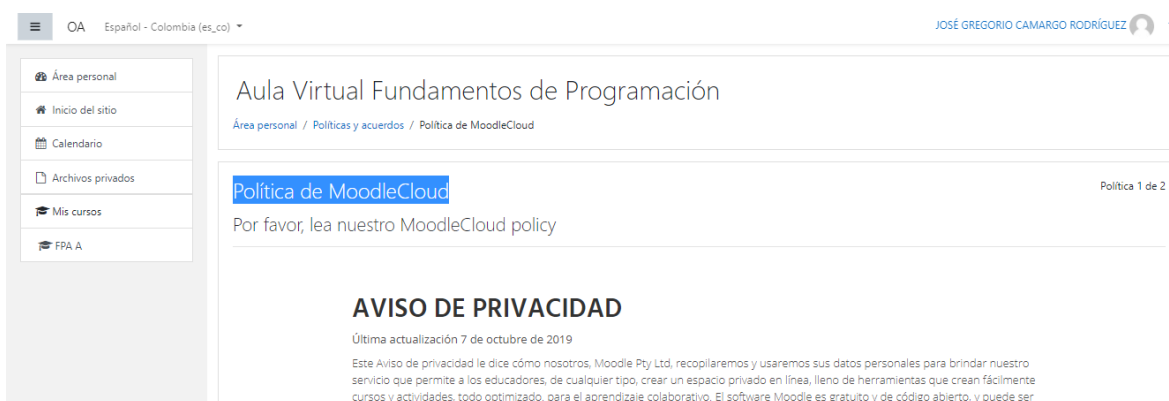 OA Español - Colombia (es_co)
JOSÉ GREGORIO CAMARGO RODRÍGUEZ
Área personal
Inicio del sitio
Calendario
Archivos privados
Mis cursos
FPA A
Aula Virtual Fundamentos de Programación
Área personal / Políticas y acuerdos / Política de MoodleCloud
Política de MoodleCloud
Política 1 de 2
Por favor, lea nuestro MoodleCloud policy
AVISO DE PRIVACIDAD
Última actualización 7 de octubre de 2019
Este Aviso de privacidad le dice cómo nosotros, Moodle Pty Ltd, recopilaremos y usaremos sus datos personales para brindar nuestro
servicio que permite a los educadores, de cualquier tipo, crear un espacio privado en línea, lleno de herramientas que crean fácilmente
cursos y actividades, todo optimizado, para el aprendizaje colaborativo. El software Moodle es gratuito y de código abierto, y puede ser